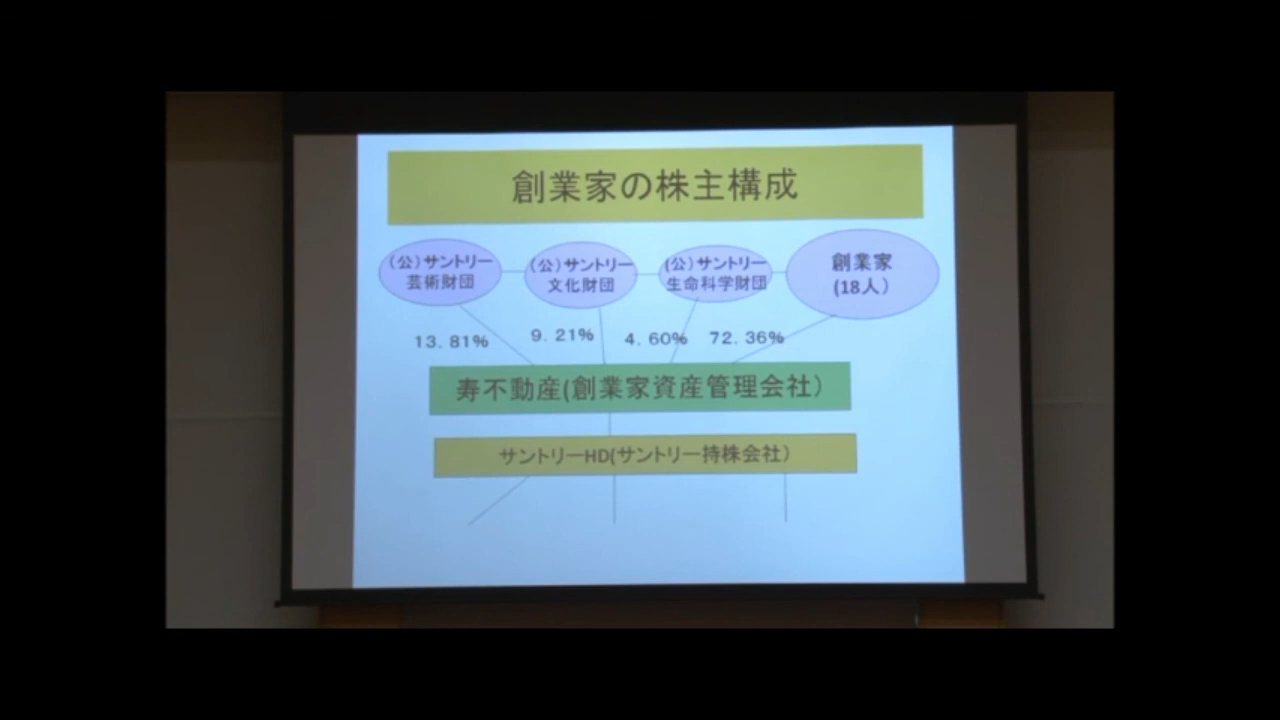 創業家の株主構成
（公）サントリー
芸術財団
（公）サントリー
文化財団
(公）サントリー
生命科学財団
創業家
(18人）
13. 81%
9. 21%
4. 60%
72. 36%
寿不動産(創業家資産管理会社）
サントリーHD(サントリー持株会社）